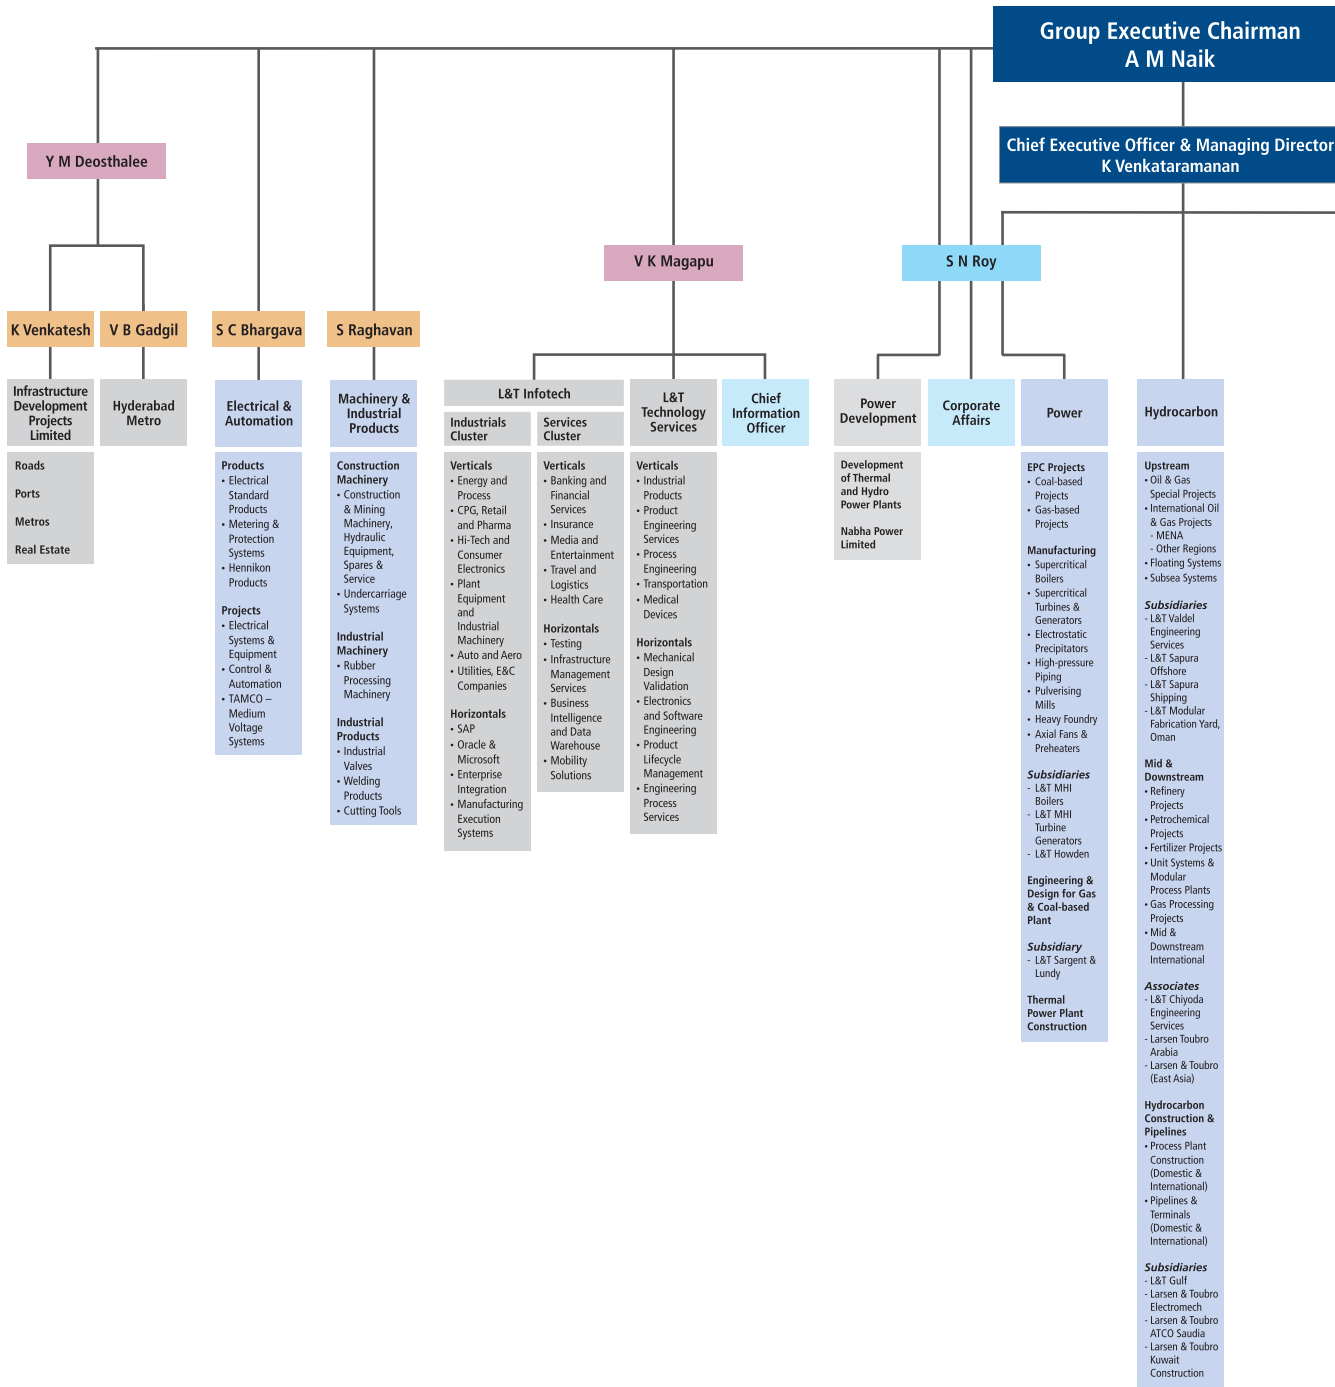 Group Executive Chairman
A M Naik
Chief Executive Officer & Managing Director
K Venkataramanan
Y M Deosthalee
V K Magapu
S N Roy
K Venkatesh
V B Gadgil
S C Bhargava
S Raghavan
Infrastructure
Development
Projects
Limited
Roads
Ports
Metros
Real Estate
Hyderabad
Metro
Electrical &
Automation
Products
• Electrical
Standard
Products
• Metering &
Protection
Systems
• Hennikon
Products
Projects
• Electrical
Systems &
Equipment
• Control &
Automation
• TAMCO –
Medium
Voltage
Systems
Machinery &
Industrial
Products
Construction
Machinery
• Construction
& Mining
Machinery,
Hydraulic
Equipment,
Spares &
Service
• Undercarriage
Systems
Industrial
Machinery
• Rubber
Processing
Machinery
Industrial
Products
• Industrial
Valves
• Welding
Products
• Cutting Tools
L&T Infotech
Industrials
Cluster
Verticals
• Energy and
Process
• CPG, Retail
and Pharma
• Hi-Tech and
Consumer
Electronics
• Plant
Equipment
and
Industrial
Machinery
• Auto and Aero
• Utilities, E&C
Companies
Horizontals
• SAP
• Oracle &
Microsoft
• Enterprise
Integration
• Manufacturing
Execution
Systems
Services
Cluster
Verticals
• Banking and
Financial
Services
• Insurance
• Media and
Entertainment
• Travel and
Logistics
• Health Care
Horizontals
• Testing
• Infrastructure
Management
Services
• Business
Intelligence
and Data
Warehouse
• Mobility
Solutions
L&T
Technology
Services
Verticals
• Industrial
Products
• Product
Engineering
Services
• Process
Engineering
• Transportation
• Medical
Devices
Horizontals
• Mechanical
Design
Validation
• Electronics
and Software
Engineering
• Product
Lifecycle
Management
• Engineering
Process
Services
Chief
Information
Officer
Power
Development
Development
of Thermal
and Hydro
Power Plants
Nabha Power
Limited
Corporate
Affairs
Power
EPC Projects
• Coal-based
Projects
• Gas-based
Projects
Manufacturing
• Supercritical
Boilers
• Supercritical
Turbines &
Generators
• Electrostatic
Precipitators
• High-pressure
Piping
• Pulverising
Mills
• Heavy Foundry
• Axial Fans &
Preheaters
Subsidiaries
- L&T MHI
Boilers
- L&T MHI
Turbine
Generators
- L&T Howden
Engineering &
Design for Gas
& Coal-based
Plant
Subsidiary
- L&T Sargent &
Lundy
Thermal
Power Plant
Construction
Hydrocarbon
Upstream
• Oil & Gas
Special Projects
• International Oil
& Gas Projects
- MENA
- Other Regions
• Floating Systems
• Subsea Systems
Subsidiaries
- L&T Valdel
Engineering
Services
- L&T Sapura
Offshore
- L&T Sapura
Shipping
- L&T Modular
Fabrication Yard,
Oman
Mid &
Downstream
• Refinery
Projects
• Petrochemical
Projects
• Fertilizer Projects
• Unit Systems &
Modular
Process Plants
• Gas Processing
Projects
• Mid &
Downstream
International
Associates
- L&T Chiyoda
Engineering
Services
- Larsen Toubro
Arabia
- Larsen & Toubro
(East Asia)
Hydrocarbon
Construction &
Pipelines
• Process Plant
Construction
(Domestic &
International)
• Pipelines &
Terminals
(Domestic &
International)
Subsidiaries
- L&T Gulf
- Larsen & Toubro
Electromech
- Larsen & Toubro
ATCO Saudia
- Larsen & Toubro
Kuwait
Construction